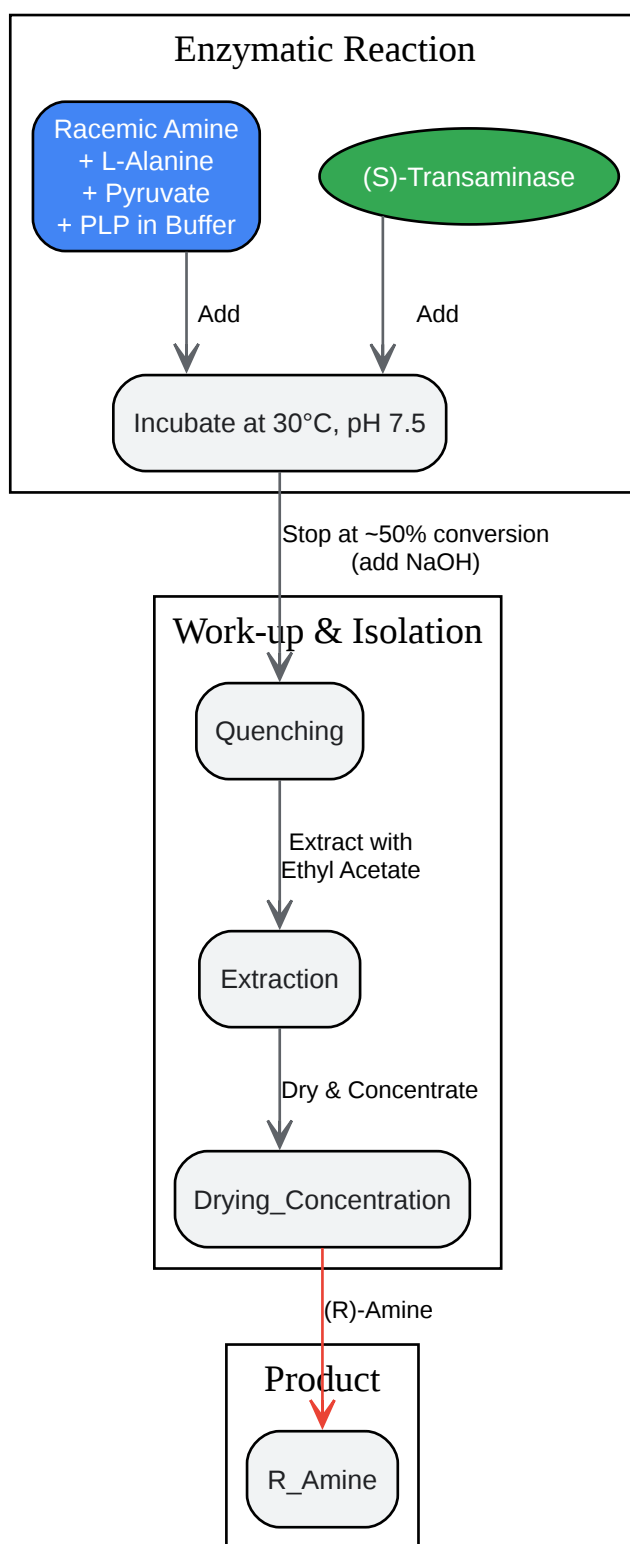 Enzymatic Reaction
Racemic Amine
+ L-Alanine
+ Pyruvate
+ PLP in Buffer
(S)-Transaminase
Add
Add
Incubate at 30°C, pH 7.5
Stop at ~50% conversion
(add NaOH)
Work-up & Isolation
Quenching
Extract with
Ethyl Acetate
Extraction
Dry & Concentrate
Drying_Concentration
(R)-Amine
Product
R_Amine